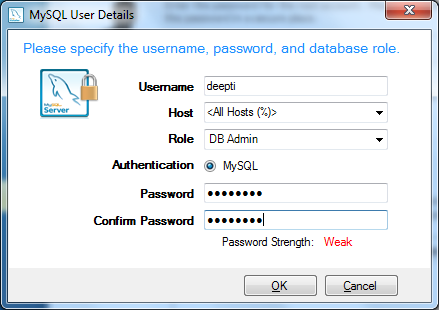 MySQL User Details
Please specify the username, password, and database role.
MySQL
Server
Username deepti
Host <All Hosts (%)>
Role DB Admin
Authentication MySQL
Password ●●●●●●●●
Confirm Password ●●●●●●●●
Password Strength: Weak
OK Cancel